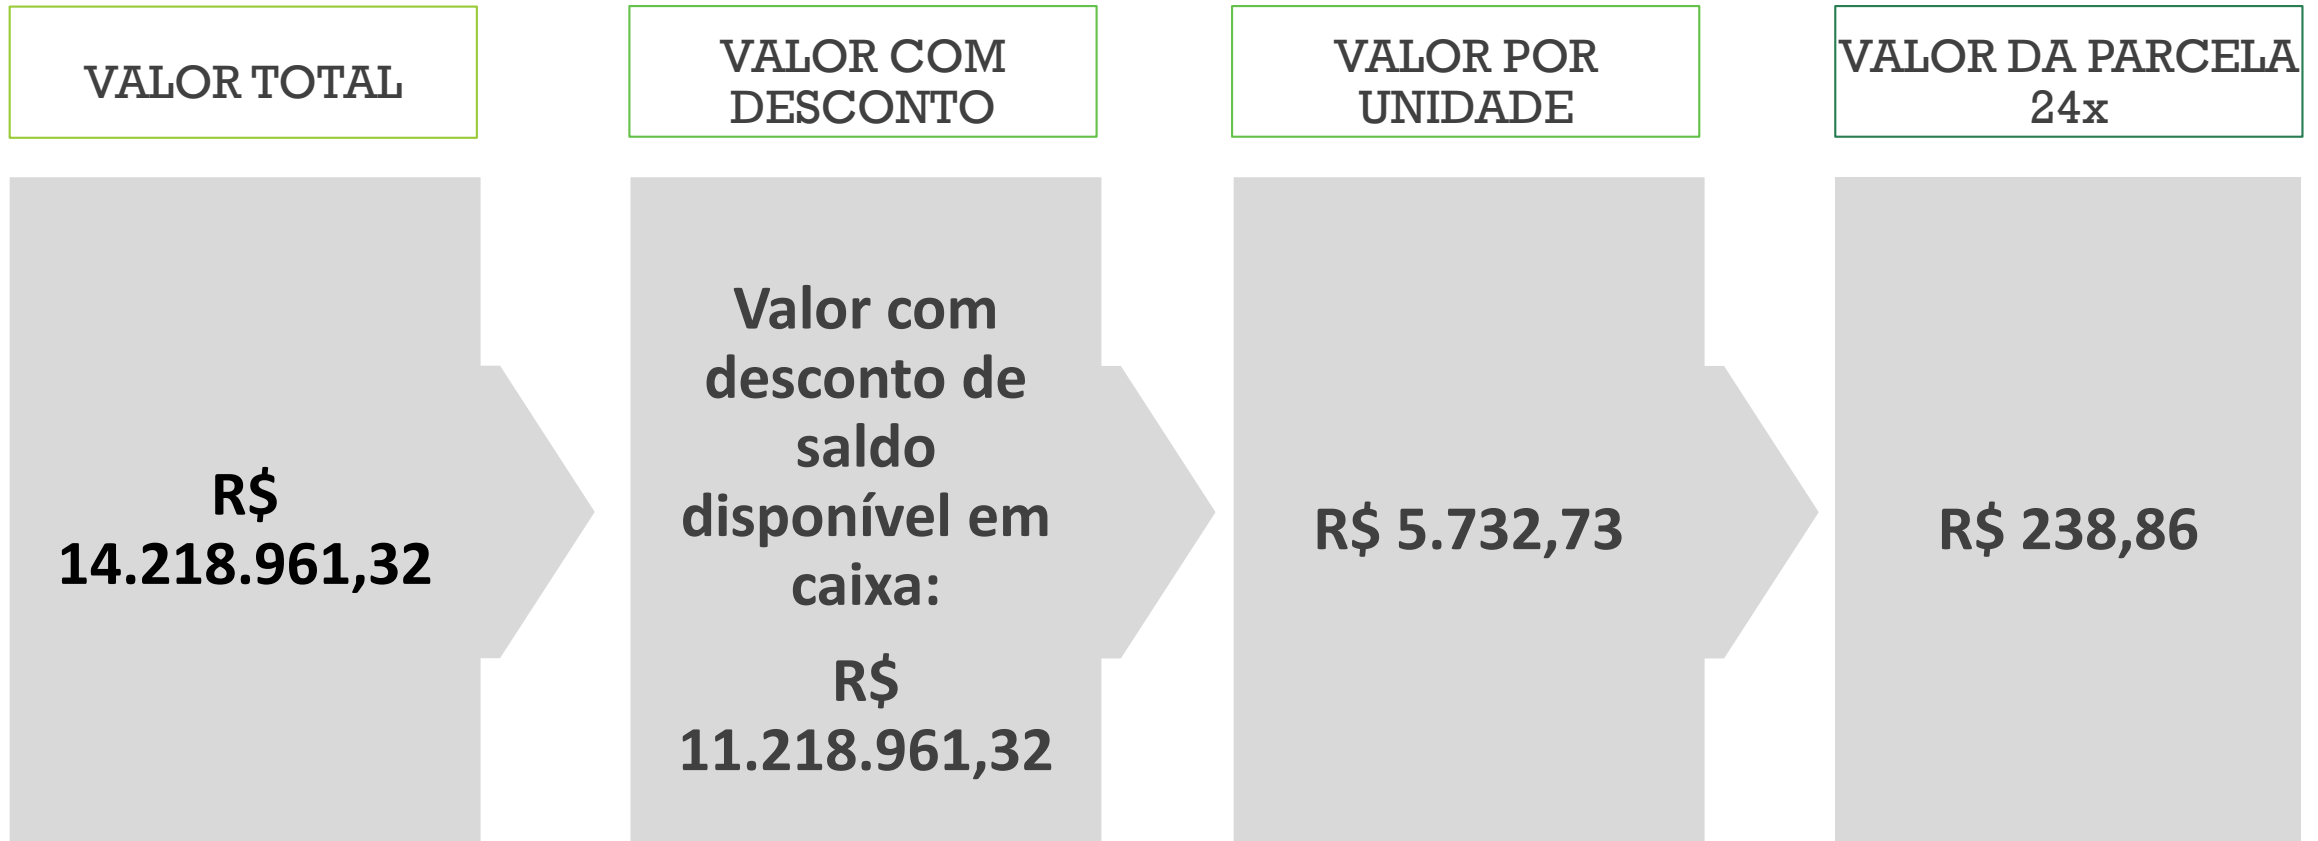 VALOR TOTAL
VALOR COM
DESCONTO
VALOR POR
UNIDADE
VALOR DA PARCELA
24x
R$
14.218.961,32
Valor com
desconto de
saldo
disponível em
caixa:
R$
11.218.961,32
R$ 5.732,73
R$ 238,86